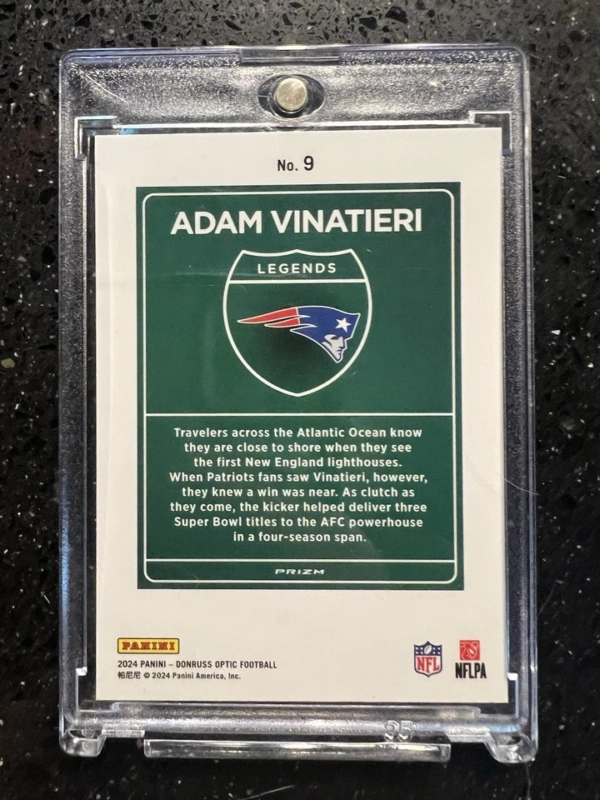 No. 9
ADAM VINATIERI
LEGENDS
Travelers across the Atlantic Ocean know
they are close to shore when they see
the first New England lighthouses.
When Patriots fans saw Vinatieri, however,
they knew a win was near. As clutch as
they come, the kicker helped deliver three
Super Bowl titles to the AFC powerhouse
in a four-season span.
PRIZM
PANINI
2024 PANINI – DONRUSS OPTIC FOOTBALL
帕尼尼 © 2024 Panini America, Inc.
NFL
NFLPA